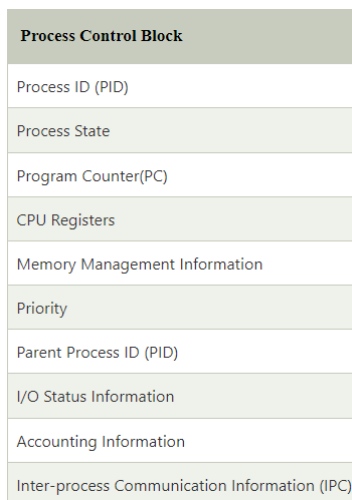 Process Control Block
Process ID (PID)
Process State
Program Counter(PC)
CPU Registers
Memory Management Information
Priority
Parent Process ID (PID)
I/O Status Information
Accounting Information
Inter-process Communication Information (IPC)